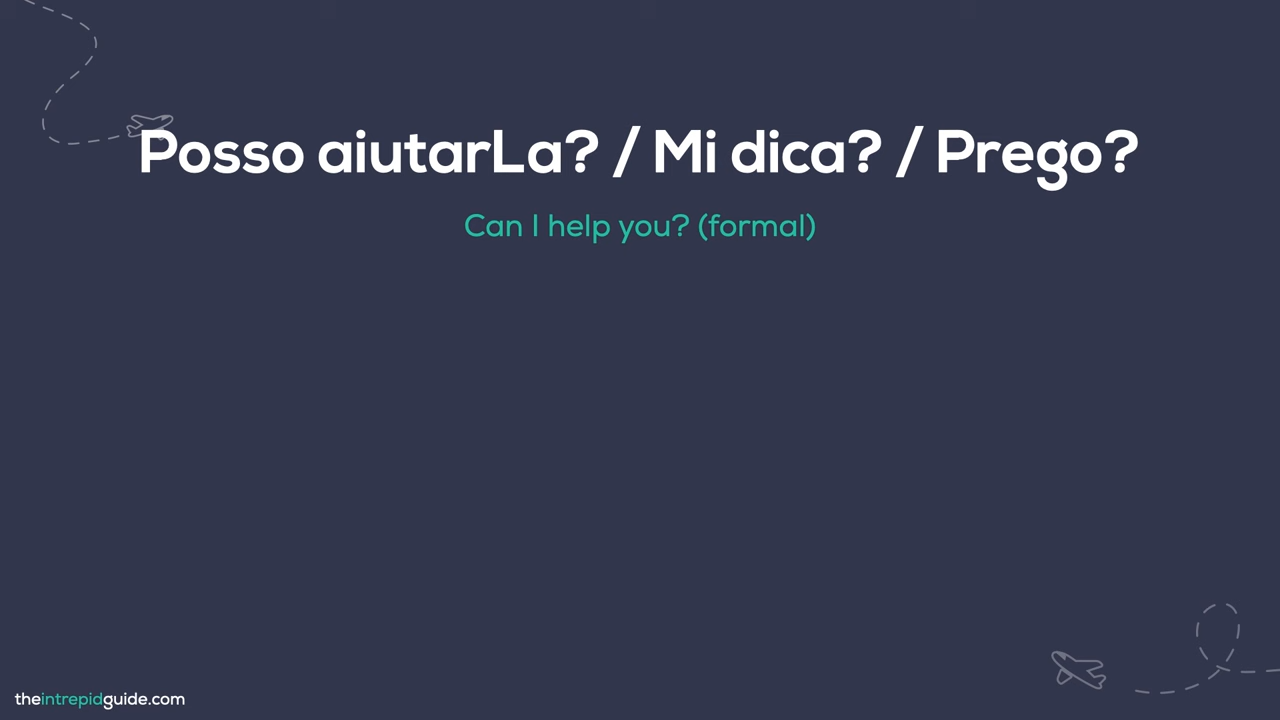 Posso aiutarLa? / Mi dica? / Prego?
Can I help you? (formal)
theintrepidguide.com